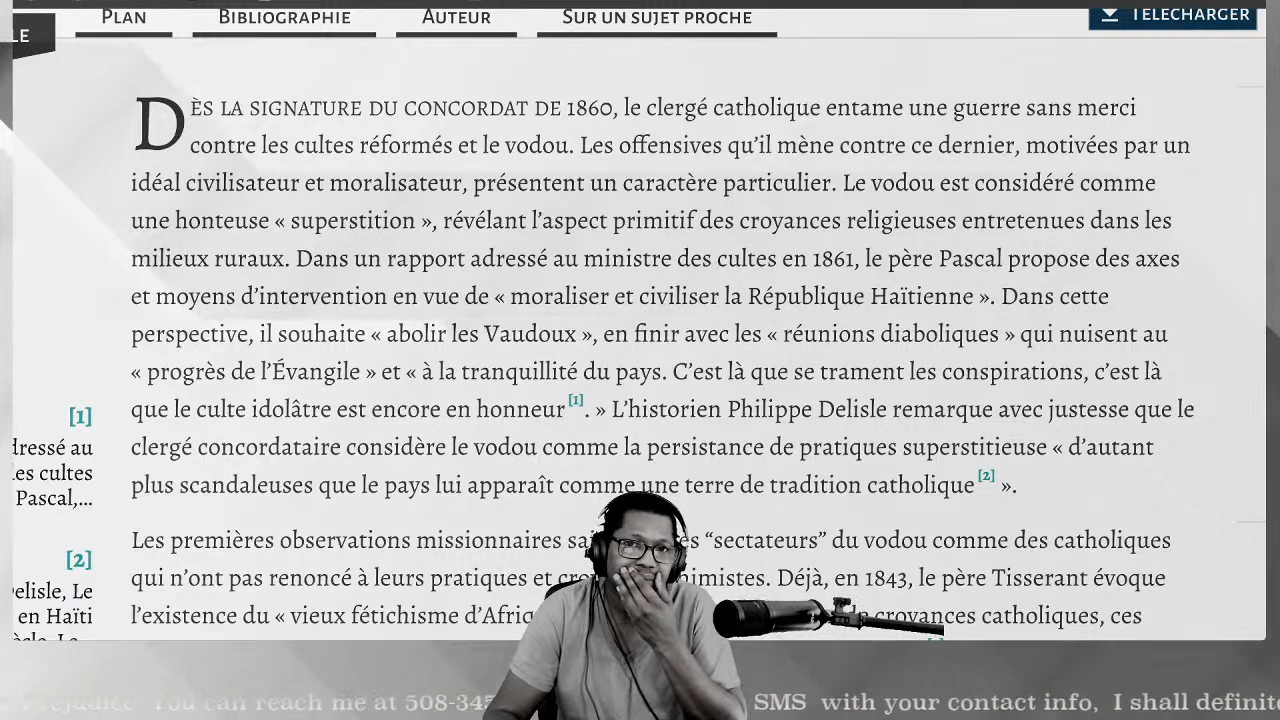 LE
PLAN
BIBLIOGRAPHIE
AUTEUR
SUR UN SUJET PROCHE
TÉLÉCHARGER
DÈS LA SIGNATURE DU CONCORDAT DE 1860, le clergé catholique entame une guerre sans merci
contre les cultes réformés et le vodou. Les offensives qu’il mène contre ce dernier, motivées par un
idéal civilisateur et moralisateur, présentent un caractère particulier. Le vodou est considéré comme
une honteuse « superstition », révélant l’aspect primitif des croyances religieuses entretenues dans les
milieux ruraux. Dans un rapport adressé au ministre des cultes en 1861, le père Pascal propose des axes
et moyens d’intervention en vue de « moraliser et civiliser la République Haïtienne ». Dans cette
perspective, il souhaite « abolir les Vaudoux », en finir avec les « réunions diaboliques » qui nuisent au
« progrès de l’Évangile » et « à la tranquillité du pays. C’est là que se trament les conspirations, c’est là
que le culte idolâtre est encore en honneur[1]. » L’historien Philippe Delisle remarque avec justesse que le
clergé concordataire considère le vodou comme la persistance de pratiques superstitieuse « d’autant
plus scandaleuses que le pays lui apparaît comme une terre de tradition catholique[2] ».
Les premières observations missionnaires es “sectateurs” du vodou comme des catholiques
qui n’ont pas renoncé à leurs pratiques et nimistes. Déjà, en 1843, le père Tisserant évoque
l’existence du « vieux fétichisme d’Afriq croyances catholiques, ces
[1]
dressé au
les cultes
Pascal,...
[2]
Delisle, Le
en Haïti
You can reach me at 508-345 SMS with your contact info, I shall definit